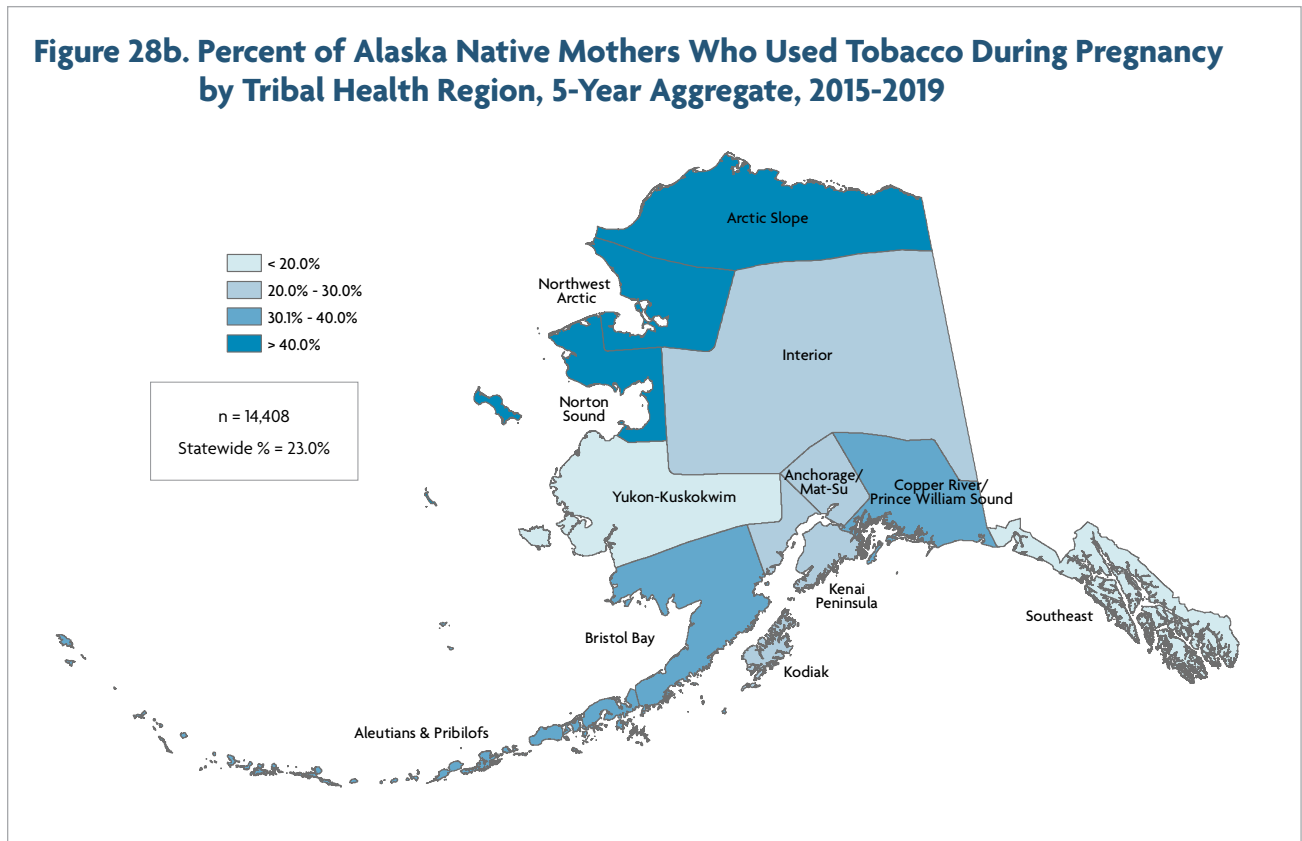 Figure 28b. Percent of Alaska Native Mothers Who Used Tobacco During Pregnancy
by Tribal Health Region, 5-Year Aggregate, 2015-2019
Arctic Slope
< 20.0%
20.0% - 30.0%
30.1% - 40.0%
> 40.0%
Northwest
Arctic
Interior
n = 14,408
Statewide % = 23.0%
Norton
Sound
Anchorage/
Mat-Su
Copper River/
Prince William Sound
Yukon-Kuskokwim
Kenai
Peninsula
Southeast
Bristol Bay
Kodiak
Aleutians & Pribilofs